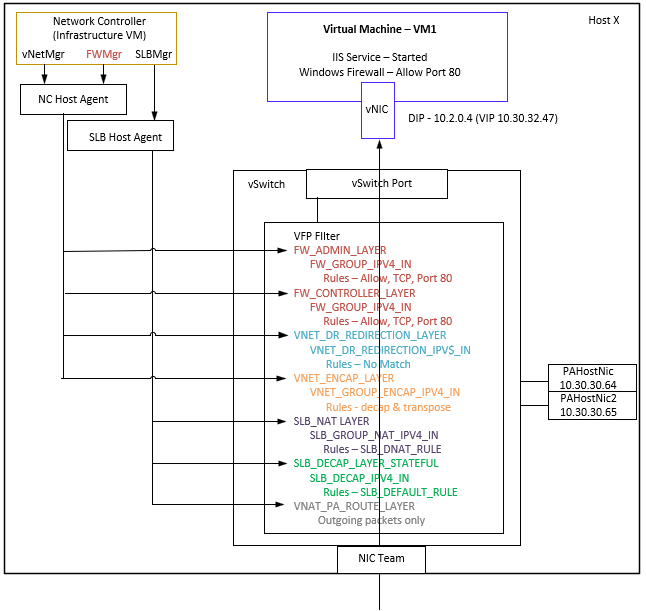 Network Controller
(Infrastructure VM)
vNetMgr FWMgr SLBMgr
Host X
Virtual Machine – VM1
IIS Service – Started
Windows Firewall – Allow Port 80
NC Host Agent
vNIC
DIP - 10.2.0.4 (VIP 10.30.32.47)
SLB Host Agent
vSwitch
vSwitch Port
VFP FIlter
FW_ADMIN_LAYER
FW_GROUP_IPV4_IN
Rules – Allow, TCP, Port 80
FW_CONTROLLER_LAYER
FW_GROUP_IPV4_IN
Rules – Allow, TCP, Port 80
VNET_DR_REDIRECTION_LAYER
VNET_DR_REDIRECTION_IPV$_IN
Rules – No Match
VNET_ENCAP_LAYER
VNET_GROUP_ENCAP_IPV4_IN
Rules - decap & transpose
SLB_NAT LAYER
SLB_GROUP_NAT_IPV4_IN
Rules – SLB_DNAT_RULE
SLB_DECAP_LAYER_STATEFUL
SLB_DECAP_IPV4_IN
Rules – SLB_DEFAULT_RULE
VNAT_PA_ROUTE_LAYER
Outgoing packets only
PAHostNic
10.30.30.64
PAHostNic2
10.30.30.65
NIC Team